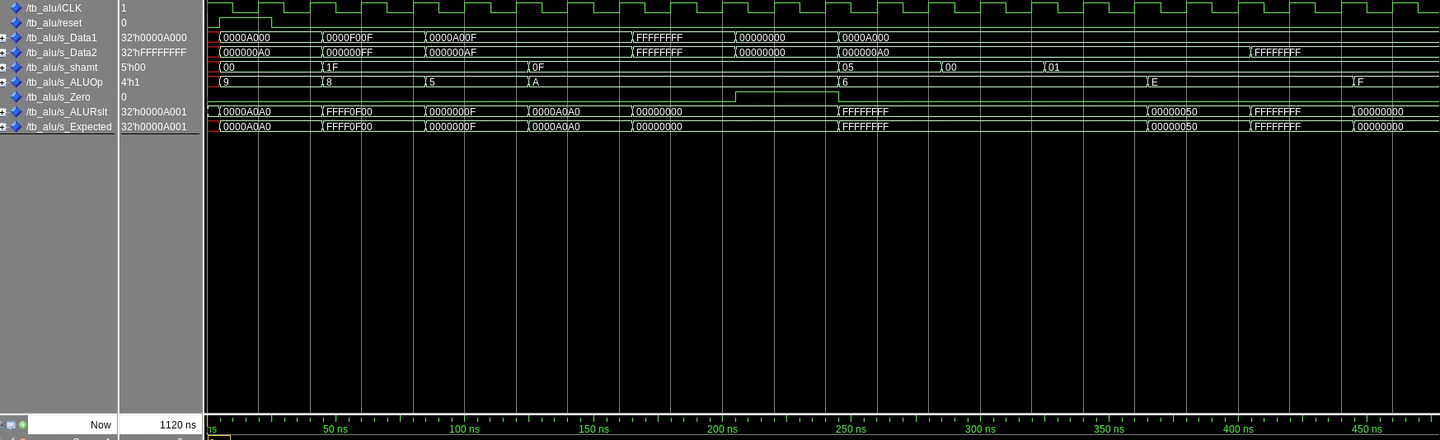 /tb_alu/iCLK 1
/tb_alu/reset 0
/tb_alu/s_Data1 32'h0000A000 0000A000 0000F00F 0000A00F FFFFFFFF 00000000 0000A000
/tb_alu/s_Data2 32'hFFFFFFFF 000000A0 000000FF 000000AF FFFFFFFF 00000000 000000A0 FFFFFFFF
/tb_alu/s_shamt 5'h00 00 1F 0F 05 00 01
/tb_alu/s_ALUOp 4'h1 9 8 5 A 6 E F
/tb_alu/s_Zero 0
/tb_alu/s_ALURslt 32'h0000A001 0000A0A0 FFFF0F00 0000000F 0000A0A0 00000000 FFFFFFFF 00000050 FFFFFFFF 00000000
/tb_alu/s_Expected 32'h0000A001 0000A0A0 FFFF0F00 0000000F 0000A0A0 00000000 FFFFFFFF 00000050 FFFFFFFF 00000000
Now 1120 ns ns 50 ns 100 ns 150 ns 200 ns 250 ns 300 ns 350 ns 400 ns 450 ns